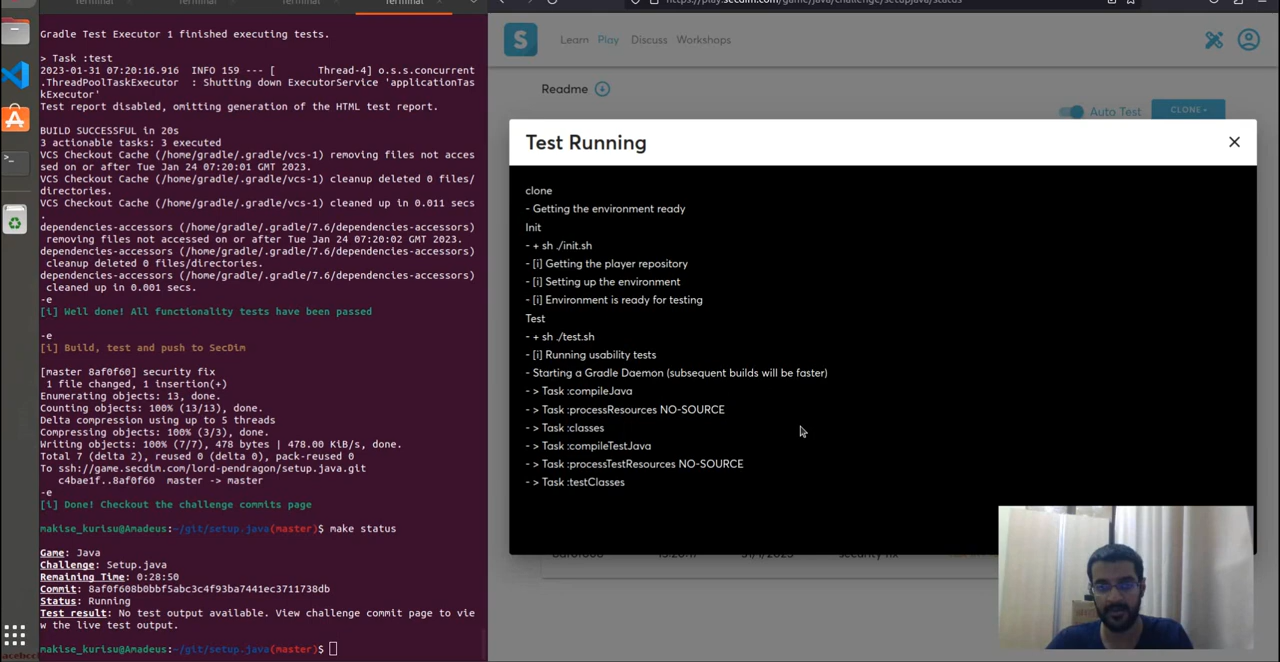 Terminal
Terminal
Terminal
Terminal
Gradle Test Executor 1 finished executing tests.
> Task :test
2023-01-31 07:20:16.916  INFO 159 --- [       Thread-4] o.s.s.concurrent
.ThreadPoolTaskExecutor  : Shutting down ExecutorService 'applicationTas
kExecutor'
Test report disabled, omitting generation of the HTML test report.
BUILD SUCCESSFUL in 20s
3 actionable tasks: 3 executed
VCS Checkout Cache (/home/gradle/.gradle/vcs-1) removing files not acces
sed on or after Tue Jan 24 07:20:01 GMT 2023.
VCS Checkout Cache (/home/gradle/.gradle/vcs-1) cleanup deleted 0 files/
directories.
VCS Checkout Cache (/home/gradle/.gradle/vcs-1) cleaned up in 0.011 secs
.
dependencies-accessors (/home/gradle/.gradle/7.6/dependencies-accessors)
 removing files not accessed on or after Tue Jan 24 07:20:02 GMT 2023.
dependencies-accessors (/home/gradle/.gradle/7.6/dependencies-accessors)
 cleanup deleted 0 files/directories.
dependencies-accessors (/home/gradle/.gradle/7.6/dependencies-accessors)
 cleaned up in 0.001 secs.
-e
[i] Well done! All functionality tests have been passed
-e
[i] Build, test and push to SecDim
[master 8af0f60] security fix
 1 file changed, 1 insertion(+)
Enumerating objects: 13, done.
Counting objects: 100% (13/13), done.
Delta compression using up to 5 threads
Compressing objects: 100% (3/3), done.
Writing objects: 100% (7/7), 478 bytes | 478.00 KiB/s, done.
Total 7 (delta 2), reused 0 (delta 0), pack-reused 0
To ssh://game.secdim.com/lord-pendragon/setup.java.git
   c4bae1f..8af0f60  master -> master
-e
[i] Done! Checkout the challenge commits page
makise_kurisu@Amadeus:~/git/setup.java(master)$ make status
Game: Java
Challenge: Setup.java
Remaining Time: 0:28:50
Commit: 8af0f608b0bbf5abc3c4f93ba7441ec3711738db
Status: Running
Test result: No test output available. View challenge commit page to vie
w the live test output.
makise_kurisu@Amadeus:~/git/setup.java(master)$
https://play.secdim.com/game/java/challenge/setupjava/status
S
Learn Play Discuss Workshops
Readme
Auto Test
CLONE
Test Running
clone
- Getting the environment ready
Init
- + sh ./init.sh
- [i] Getting the player repository
- [i] Setting up the environment
- [i] Environment is ready for testing
Test
- + sh ./test.sh
- [i] Running usability tests
- Starting a Gradle Daemon (subsequent builds will be faster)
- > Task :compileJava
- > Task :processResources NO-SOURCE
- > Task :classes
- > Task :compileTestJava
- > Task :processTestResources NO-SOURCE
- > Task :testClasses